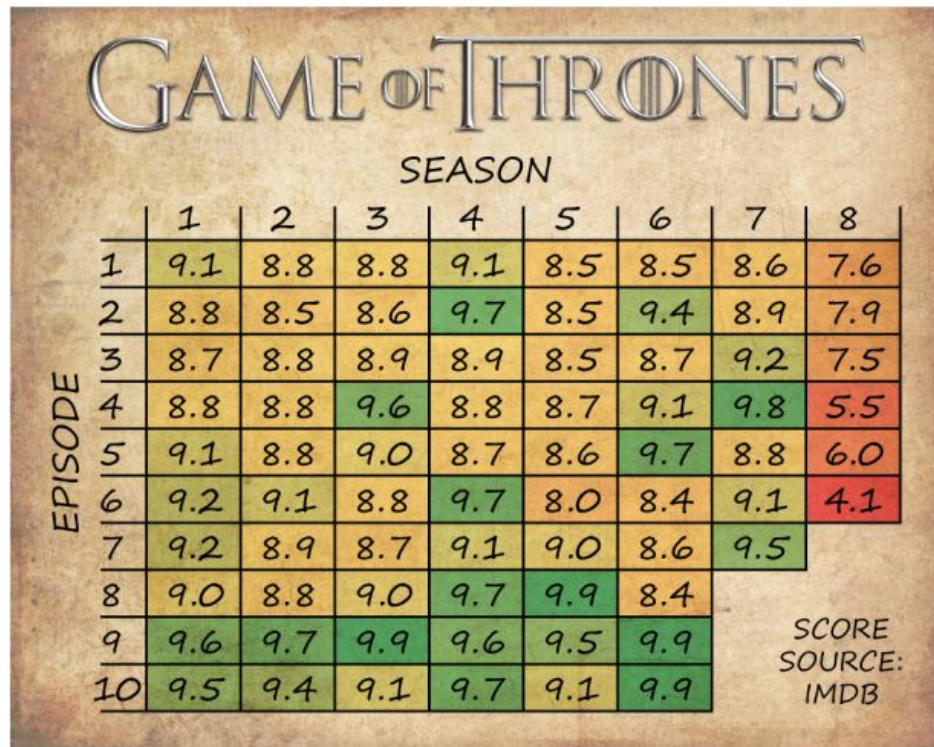 GAME OF THRONES
SEASON
1 2 3 4 5 6 7 8
EPISODE
1 9.1 8.8 8.8 9.1 8.5 8.5 8.6 7.6
2 8.8 8.5 8.6 9.7 8.5 9.4 8.9 7.9
3 8.7 8.8 8.9 8.9 8.5 8.7 9.2 7.5
4 8.8 8.8 9.6 8.8 8.7 9.1 9.8 5.5
5 9.1 8.8 9.0 8.7 8.6 9.7 8.8 6.0
6 9.2 9.1 8.8 9.7 8.0 8.4 9.1 4.1
7 9.2 8.9 8.7 9.1 9.0 8.6 9.5
8 9.0 8.8 9.0 9.7 9.9 8.4
9 9.6 9.7 9.9 9.6 9.5 9.9
10 9.5 9.4 9.1 9.7 9.1 9.9
SCORE
SOURCE:
IMDB